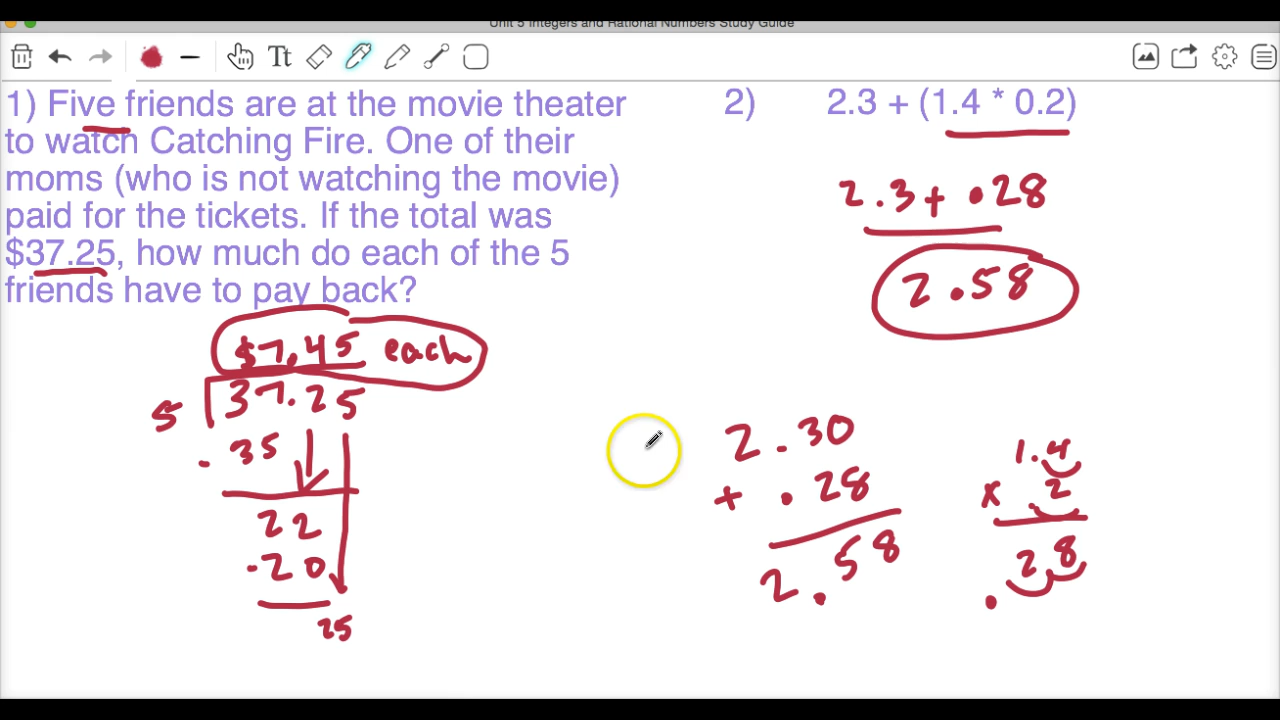 Unit 5 Integers and Rational Numbers Study Guide
Tt
1) Five friends are at the movie theater
to watch Catching Fire. One of their
moms (who is not watching the movie)
paid for the tickets. If the total was
$37.25, how much do each of the 5
friends have to pay back?
$7.45 each
5 37.25
- 35
22
-20
25
2) 2.3 + (1.4 * 0.2)
2.3 + .28
2.58
2.30
+ .28
2.58
1.4
x .2
.28